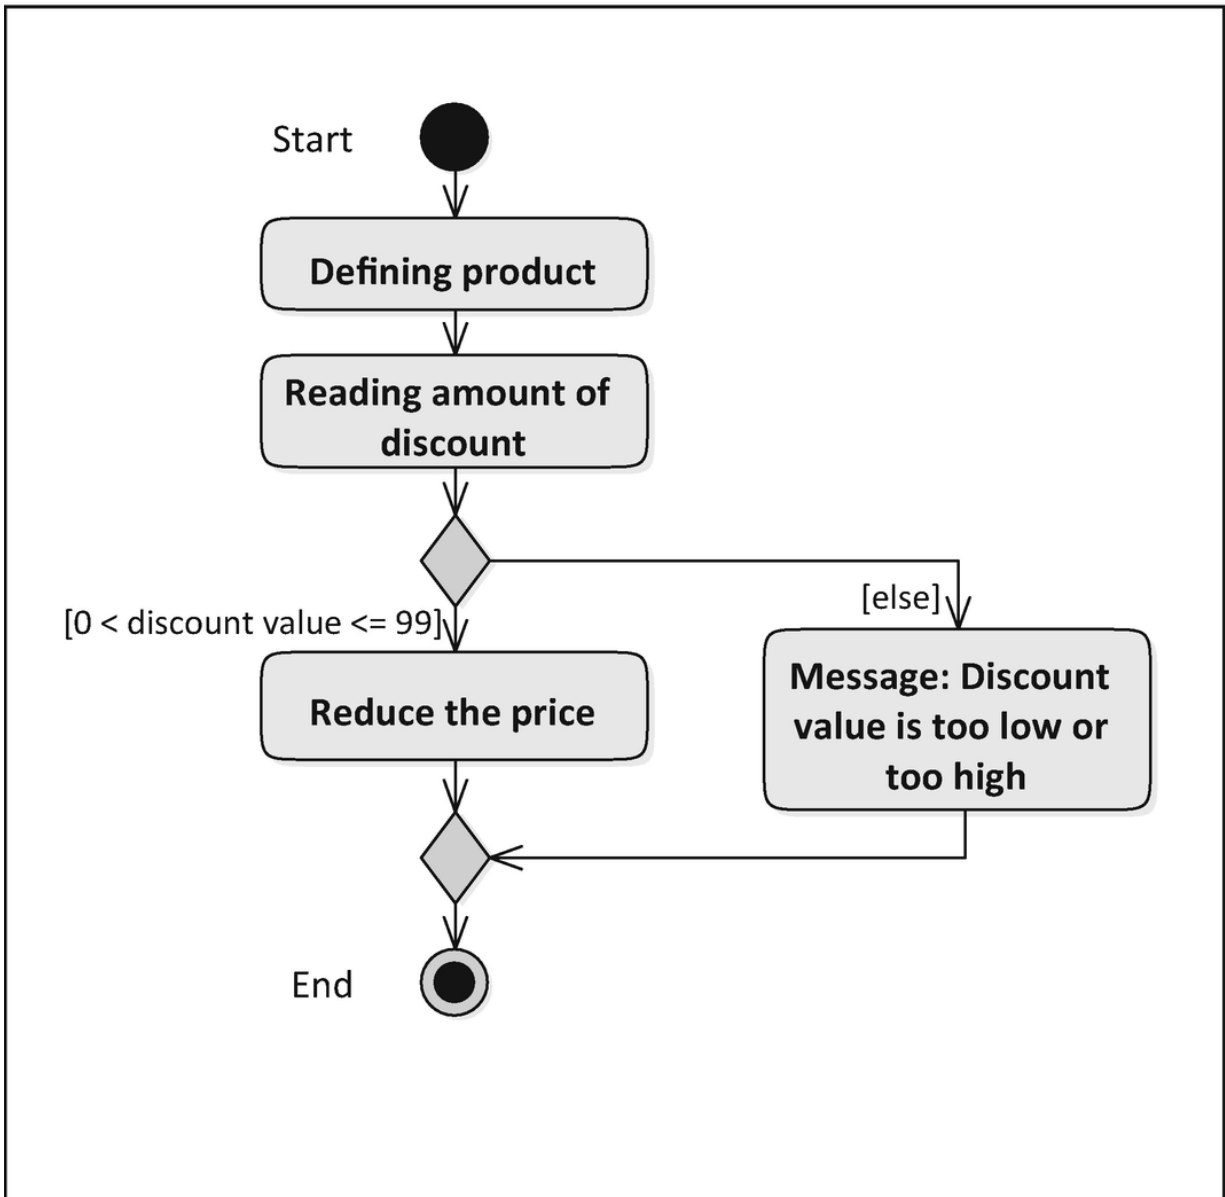 Start
Defining product
Reading amount of
discount
[else]
[0 < discount value <= 99]
Message: Discount
value is too low or
too high
Reduce the price
End